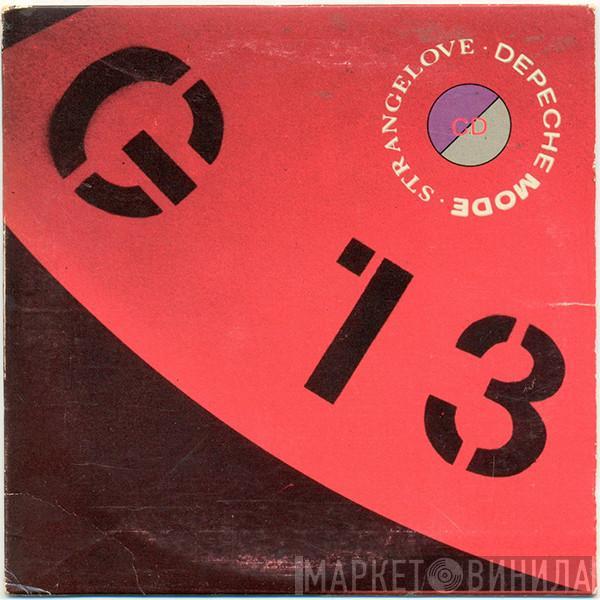 G 13
STRANGELOVE · DEPECHE MODE ·
CD
МАРКЕТ ВИНИЛА